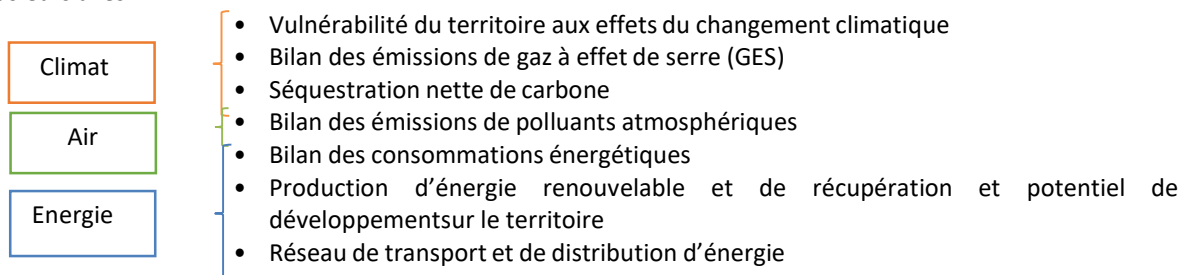 Climat
• Vulnérabilité du territoire aux effets du changement climatique
• Bilan des émissions de gaz à effet de serre (GES)
• Séquestration nette de carbone
Air
• Bilan des émissions de polluants atmosphériques
Energie
• Bilan des consommations énergétiques
• Production d’énergie renouvelable et de récupération et potentiel de
développementsur le territoire
• Réseau de transport et de distribution d’énergie